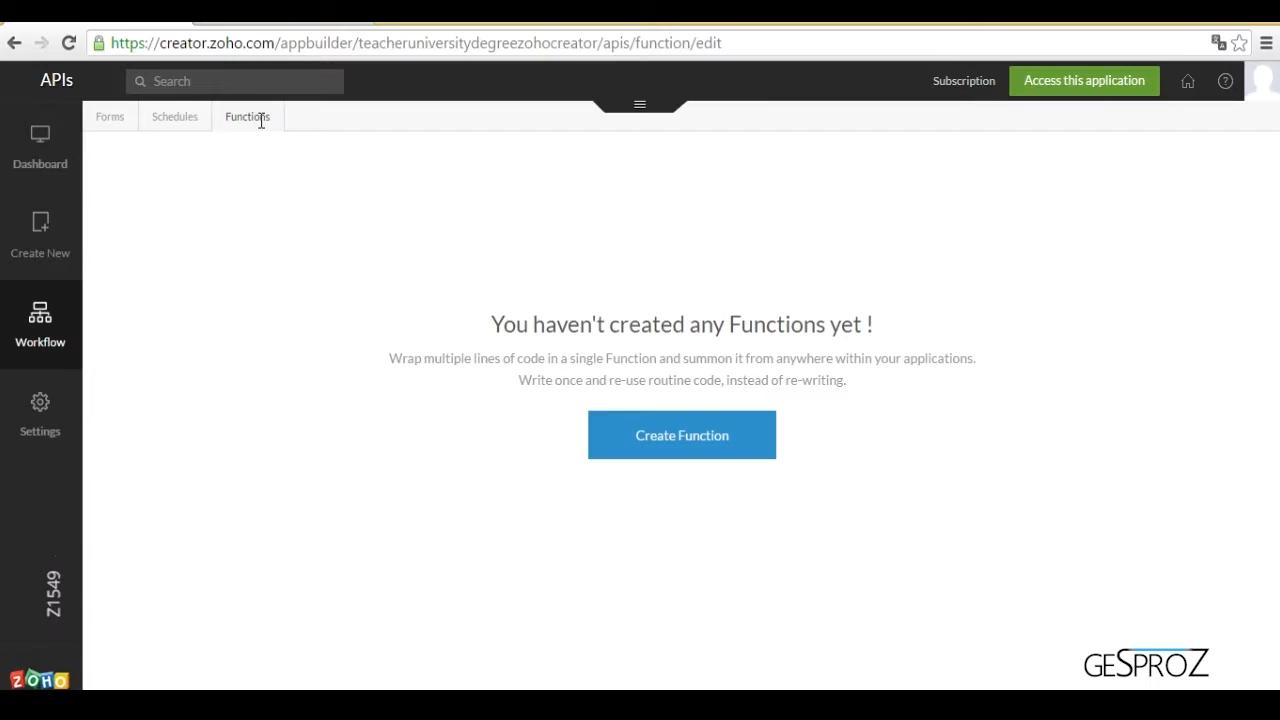 https://creator.zoho.com/appbuilder/teacheruniversitydegreezohocreator/apis/function/edit
APIs
Search
Subscription
Access this application
Forms
Schedules
Functions
Dashboard
Create New
Workflow
Settings
You haven't created any Functions yet !
Wrap multiple lines of code in a single Function and summon it from anywhere within your applications.
Write once and re-use routine code, instead of re-writing.
Create Function
Z1549
ZOHO
GESPROZ